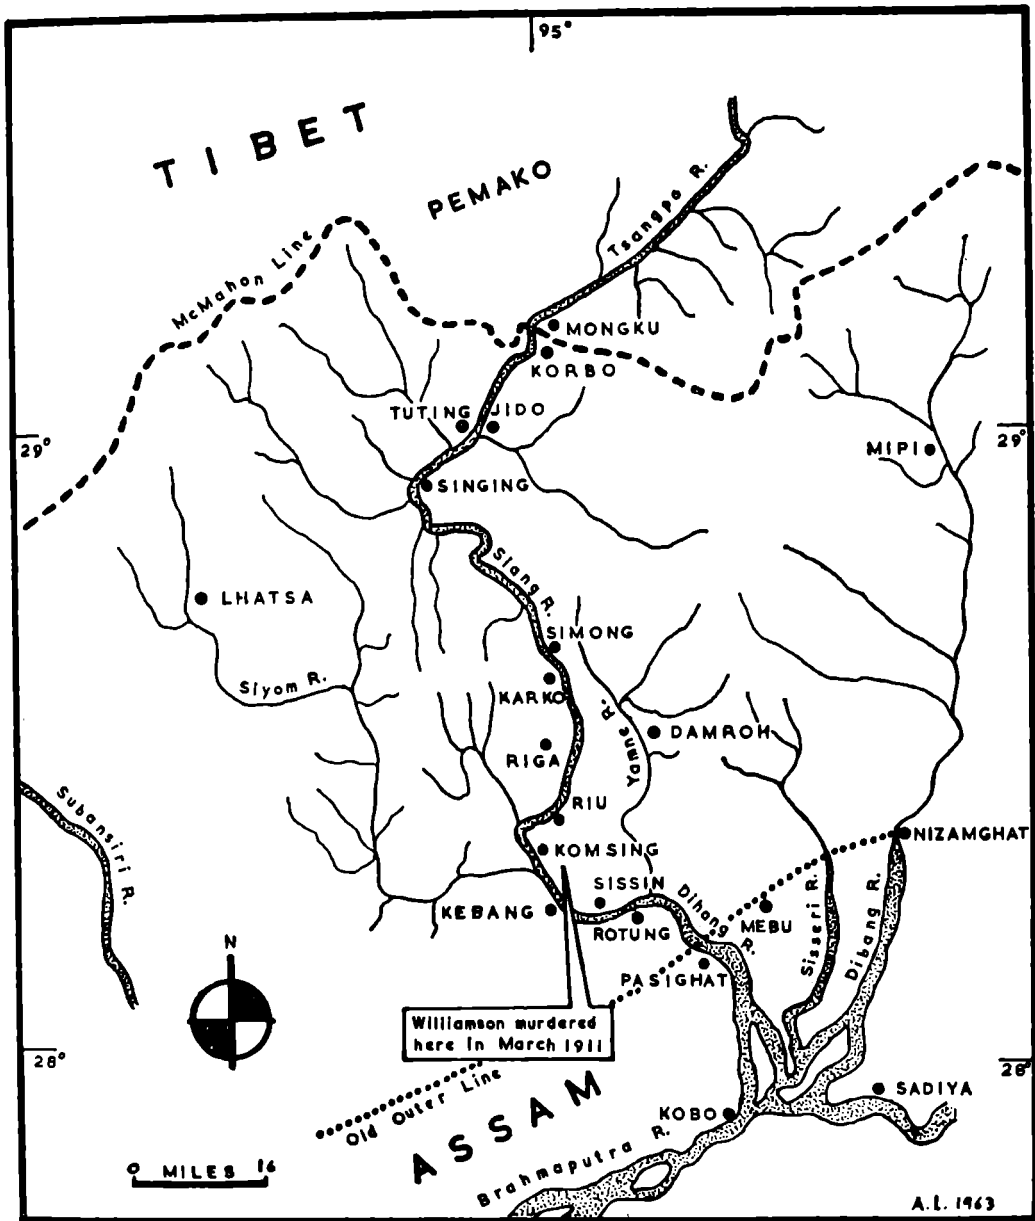 95°
TIBET
PEMAKO
Tsangpo R.
McMahon Line
MONGKU
KORBO
TUTING JIDO
29°
29°
MIPI
SINGING
Siang R.
LHATSA
SIMONG
Siyom R.
KARKO
Yamne R.
DAMROH
RIGA
Subansiri R.
RIU
NIZAMGHAT
KOMSING
SISSIN
Dihang R.
KEBANG
ROTUNG
MEBU
Sisseri R.
Dibang R.
N
PASIGHAT
Williamson murdered
here in March 1911
28°
28°
Old Outer Line
ASSAM
SADIYA
KOBO
Brahmaputra R.
0 MILES 16
A.L. 1963